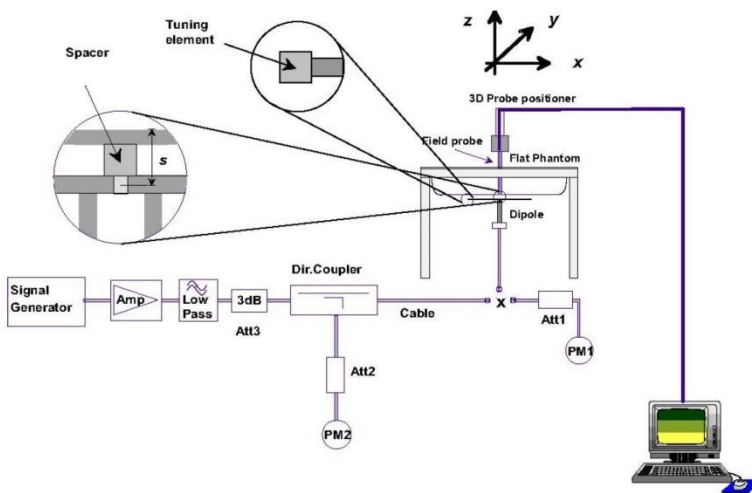 Tuning
element
Spacer
s
z
y
x
3D Probe positioner
Field probe
Flat Phantom
Dipole
Signal
Generator
Amp
Low
Pass
3dB
Att3
Dir.Coupler
Cable
x
Att1
PM1
Att2
PM2